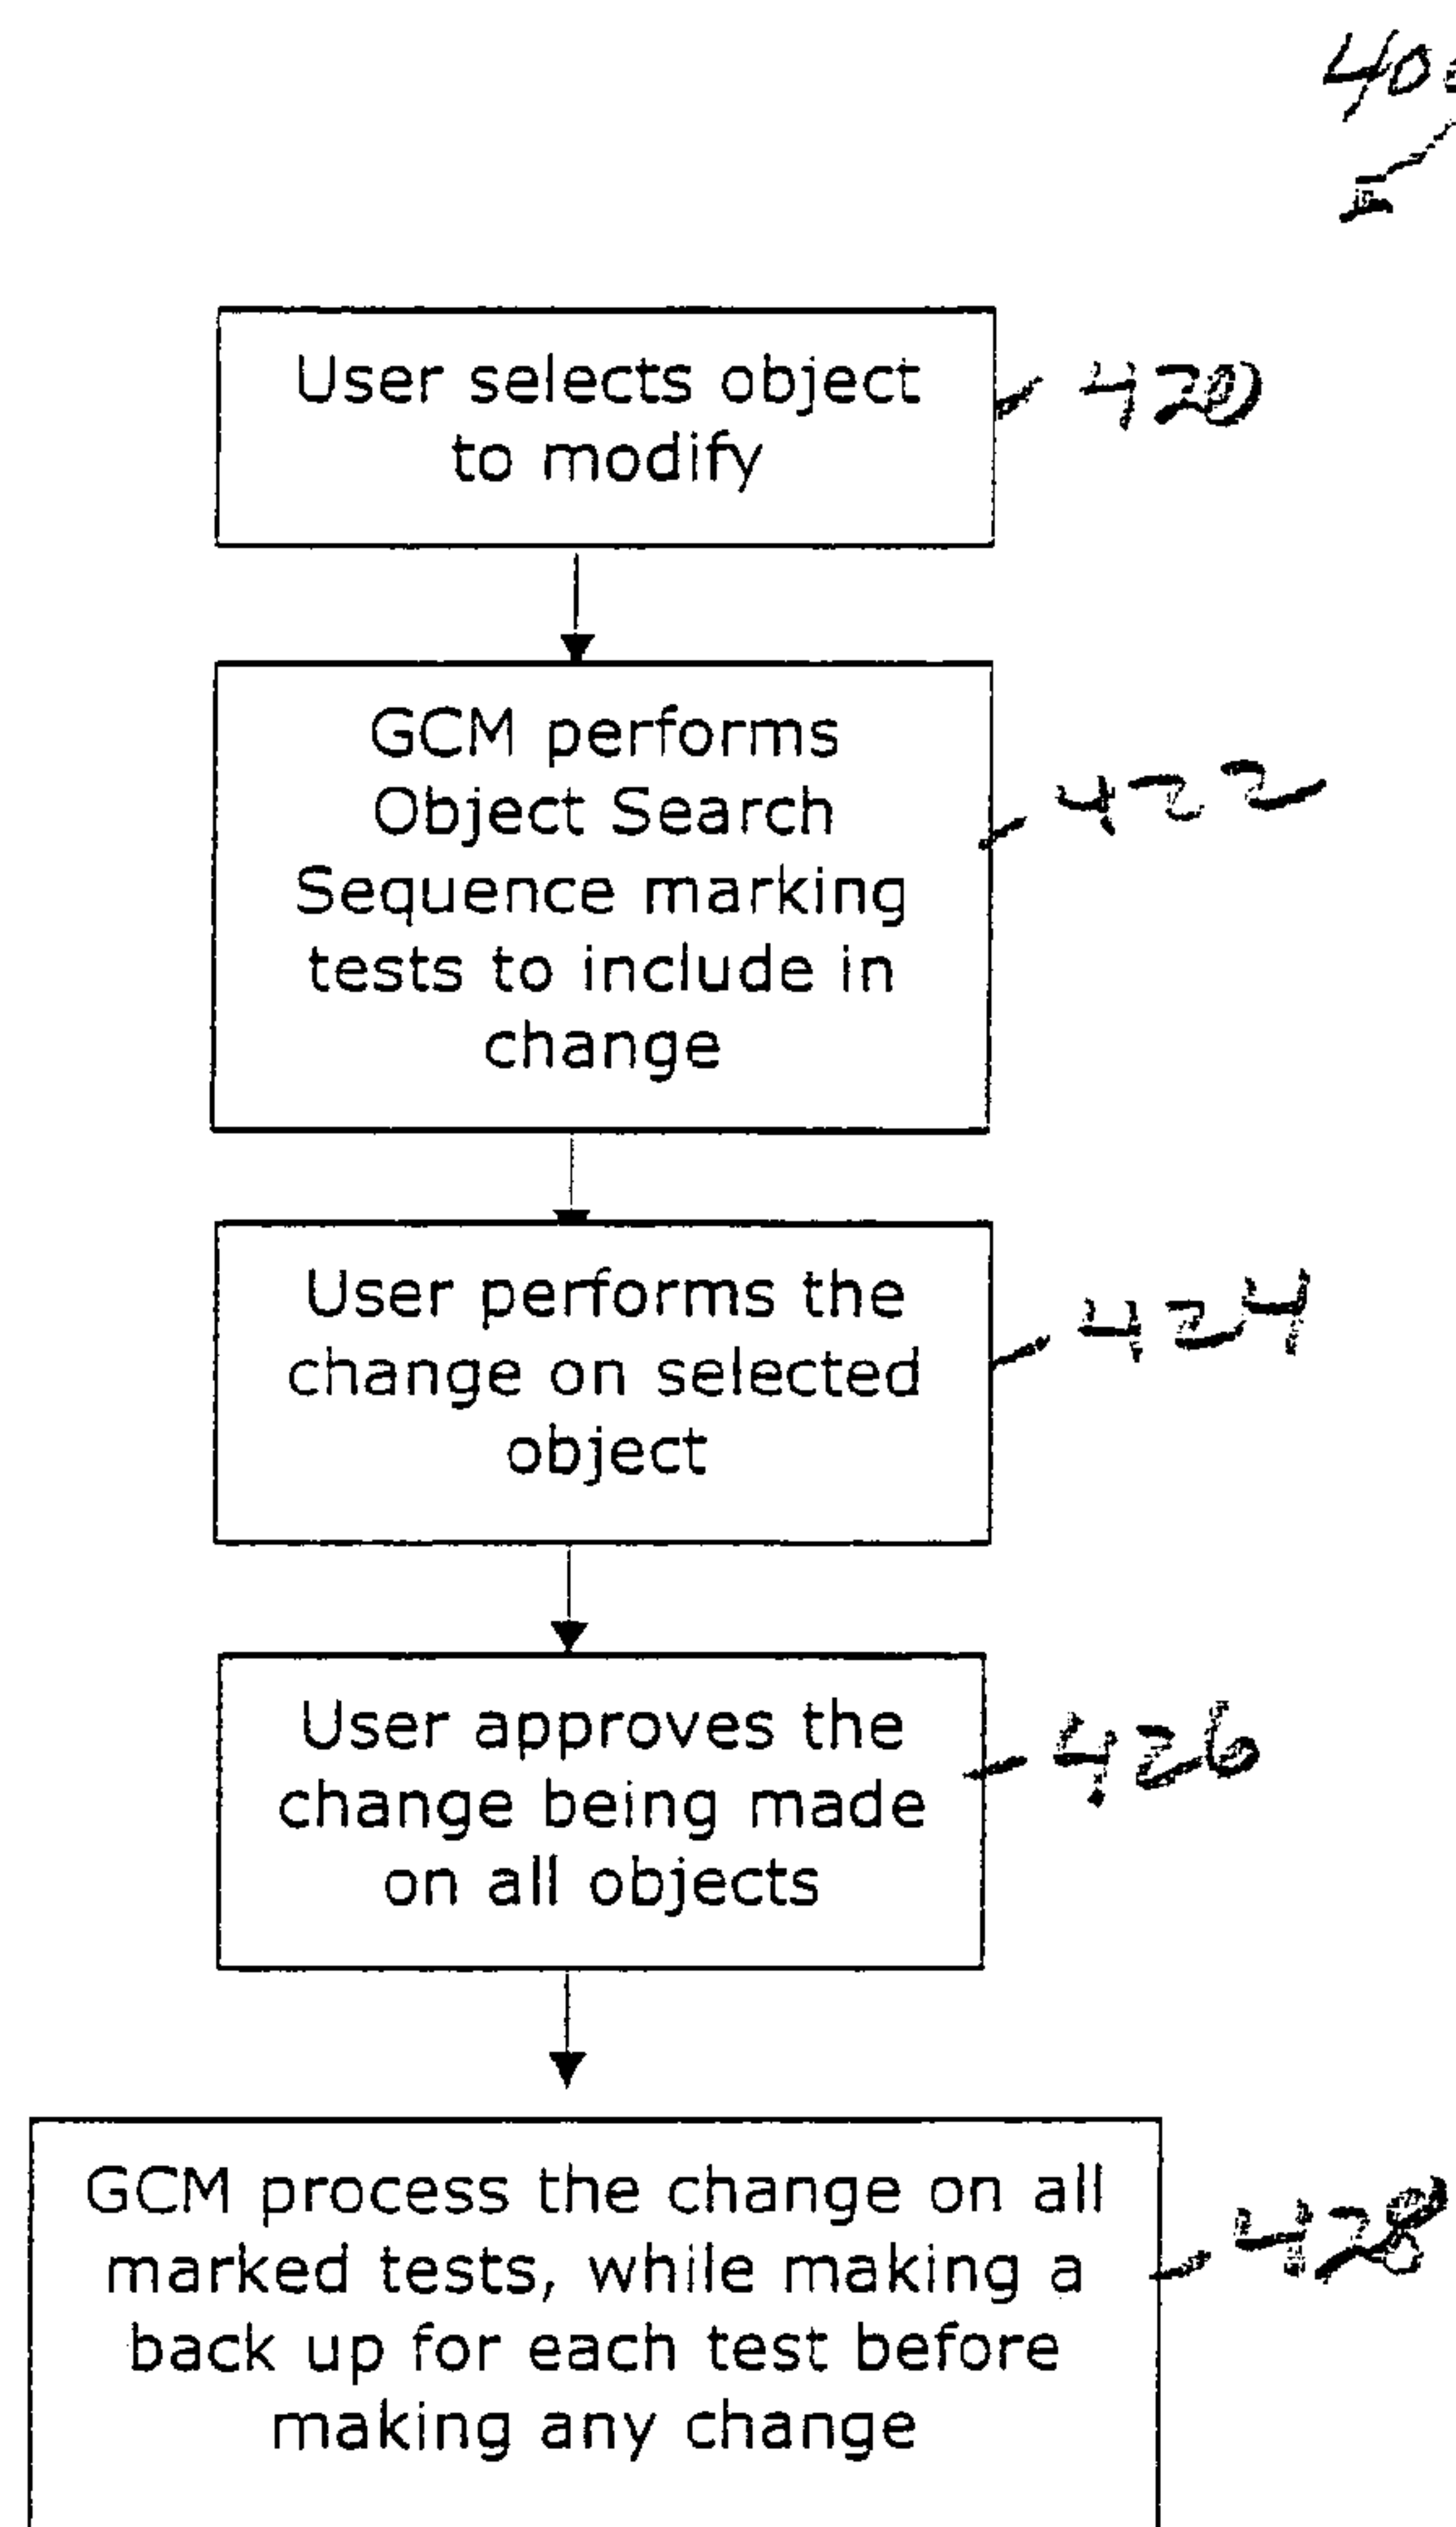 User selects object
to modify
420
GCM performs
Object Search
Sequence marking
tests to include in
change
422
User performs the
change on selected
object
424
User approves the
change being made
on all objects
426
GCM process the change on all
marked tests, while making a
back up for each test before
making any change
428